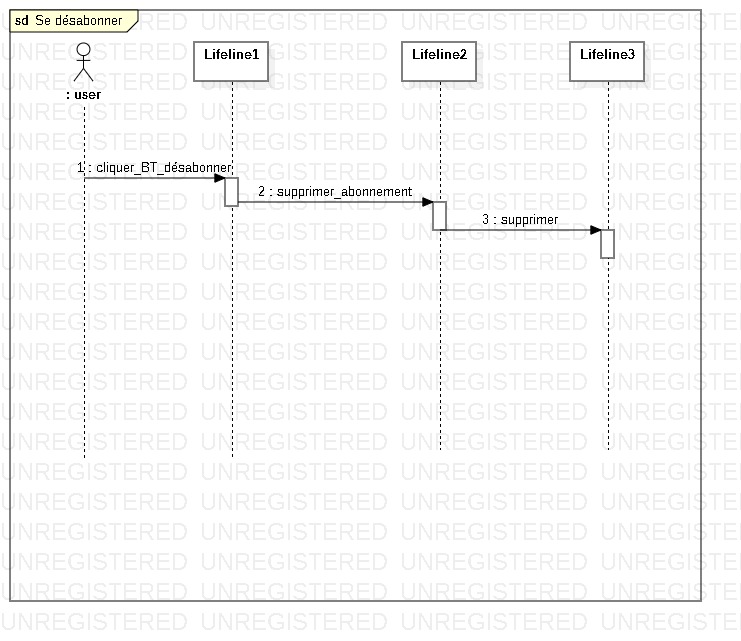 sd Se désabonner
Lifeline1
Lifeline2
Lifeline3
: user
1 : cliquer_BT_désabonner
2 : supprimer_abonnement
3 : supprimer
UNREGISTERED